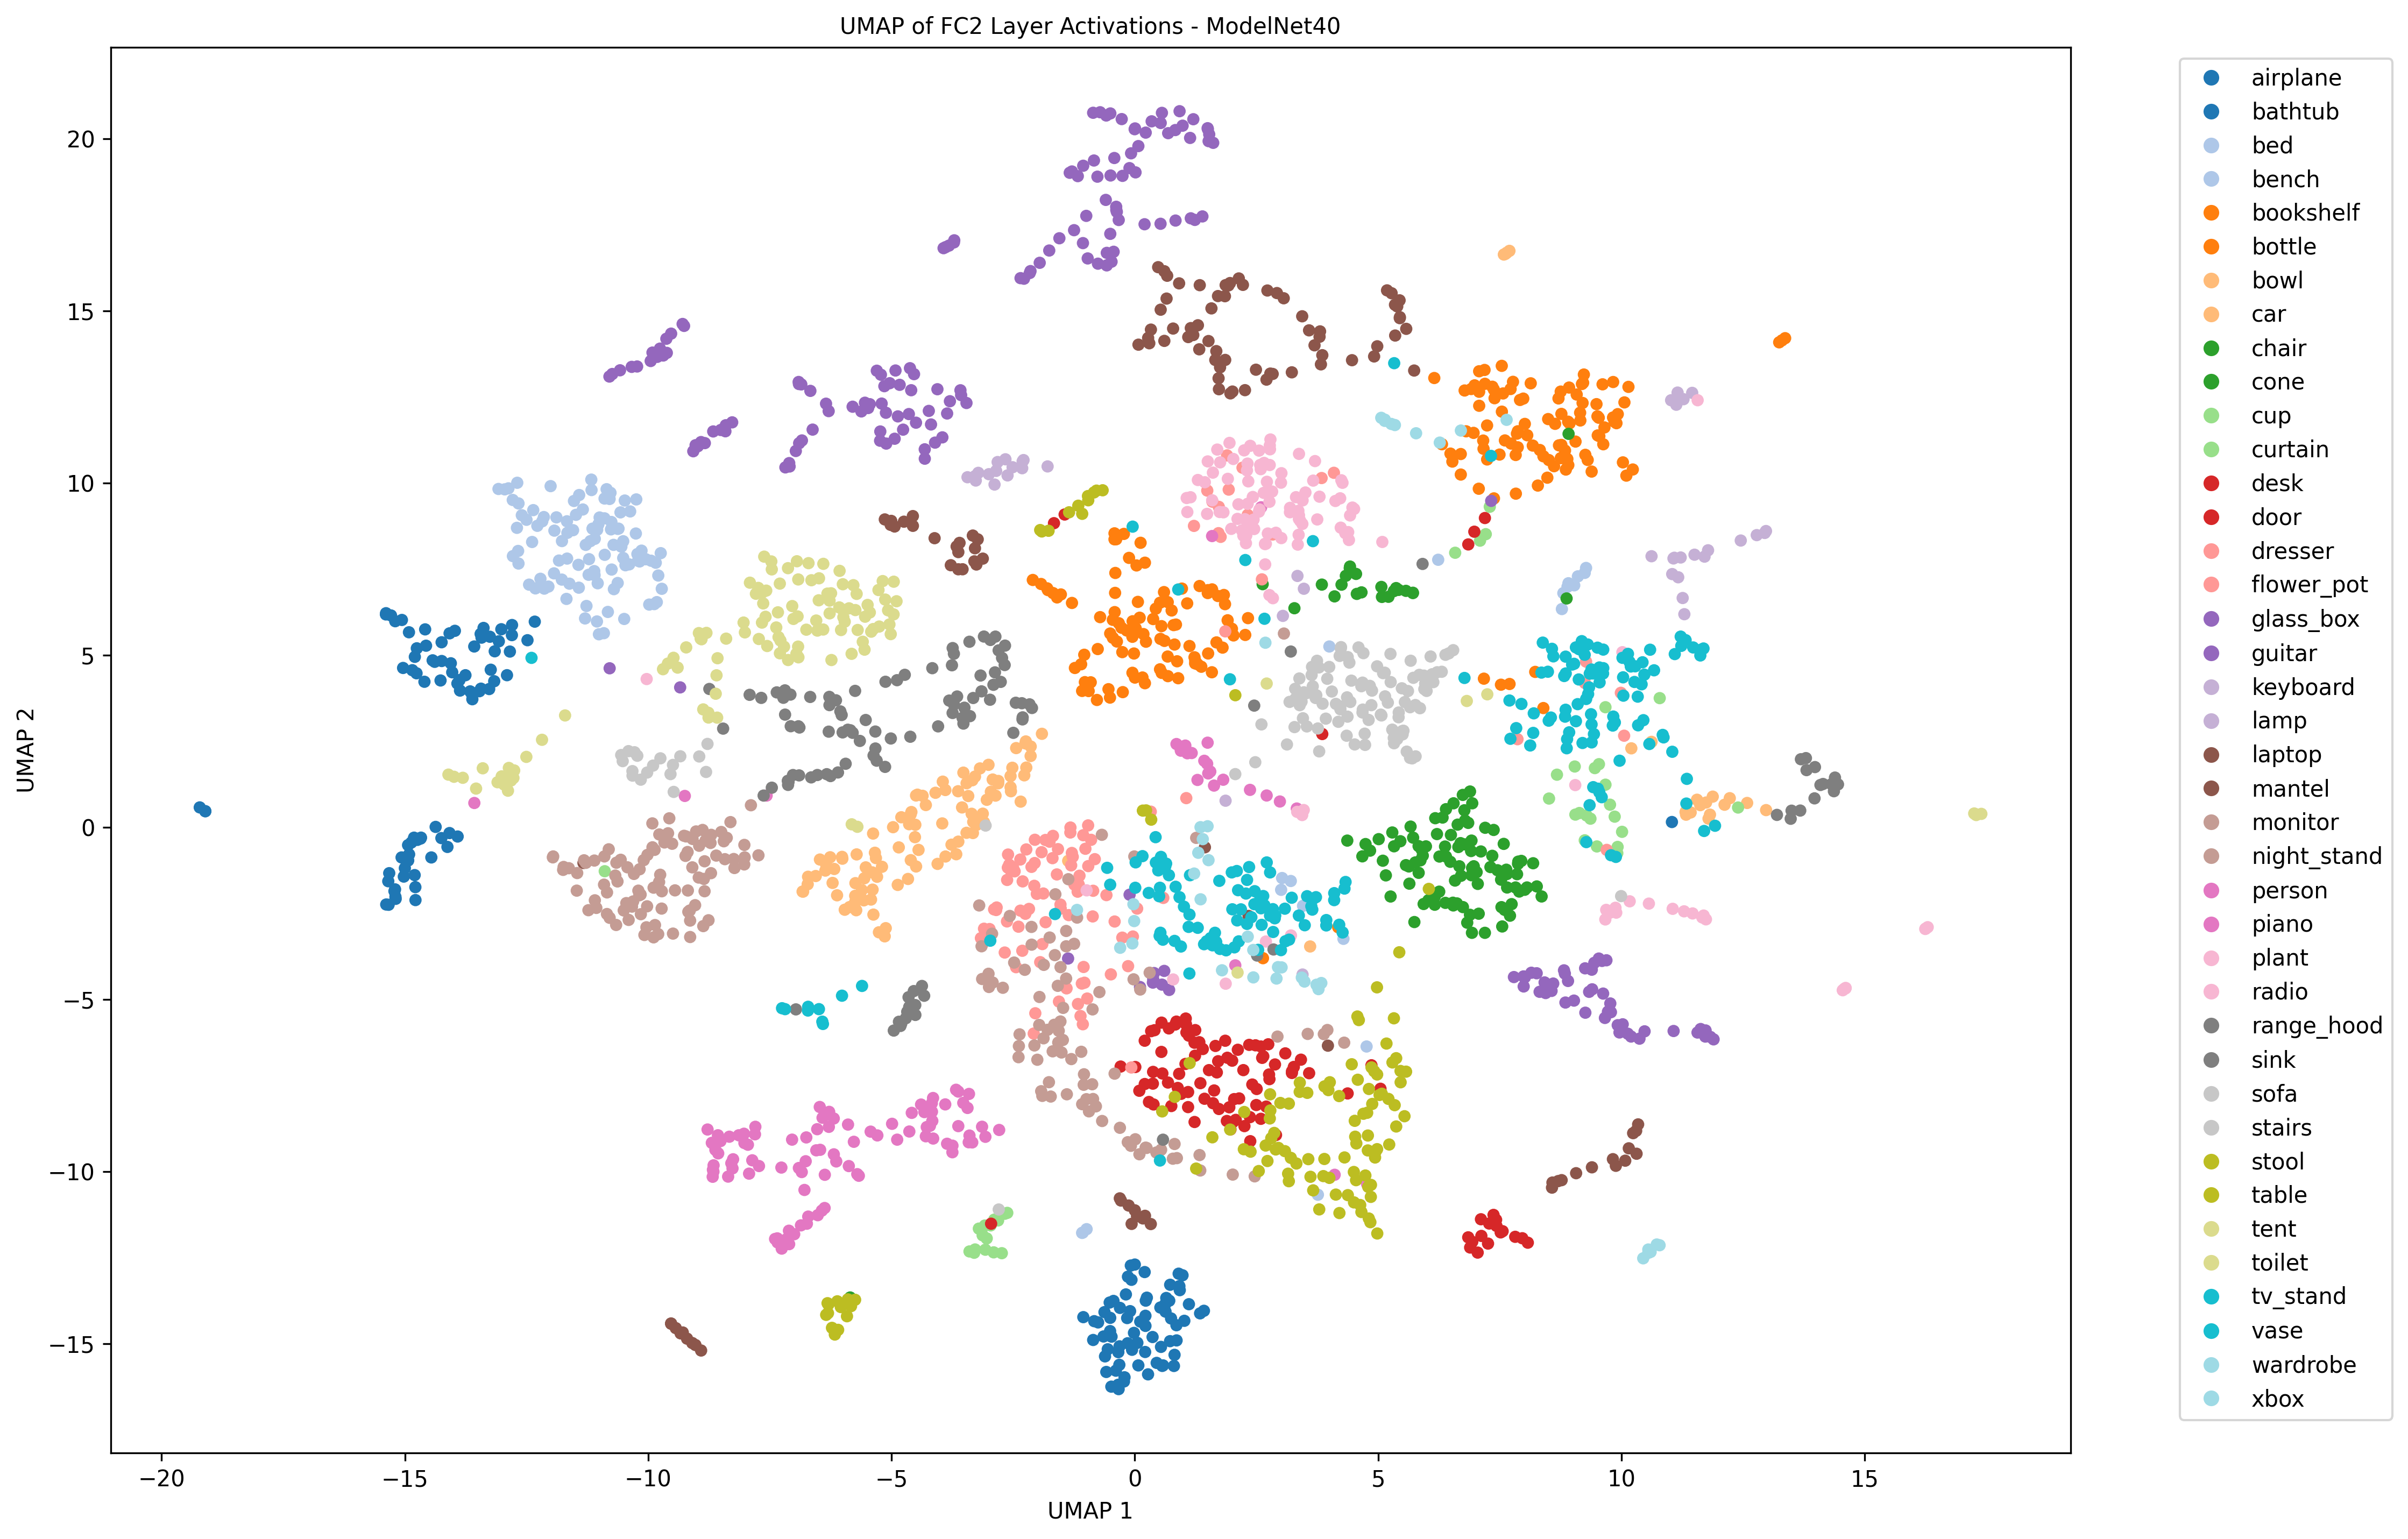 UMAP of FC2 Layer Activations - ModelNet40
20
15
10
5
0
−5
−10
−15
UMAP 2
−20
−15
−10
−5
0
5
10
15
UMAP 1
airplane
bathtub
bed
bench
bookshelf
bottle
bowl
car
chair
cone
cup
curtain
desk
door
dresser
flower_pot
glass_box
guitar
keyboard
lamp
laptop
mantel
monitor
night_stand
person
piano
plant
radio
range_hood
sink
sofa
stairs
stool
table
tent
toilet
tv_stand
vase
wardrobe
xbox